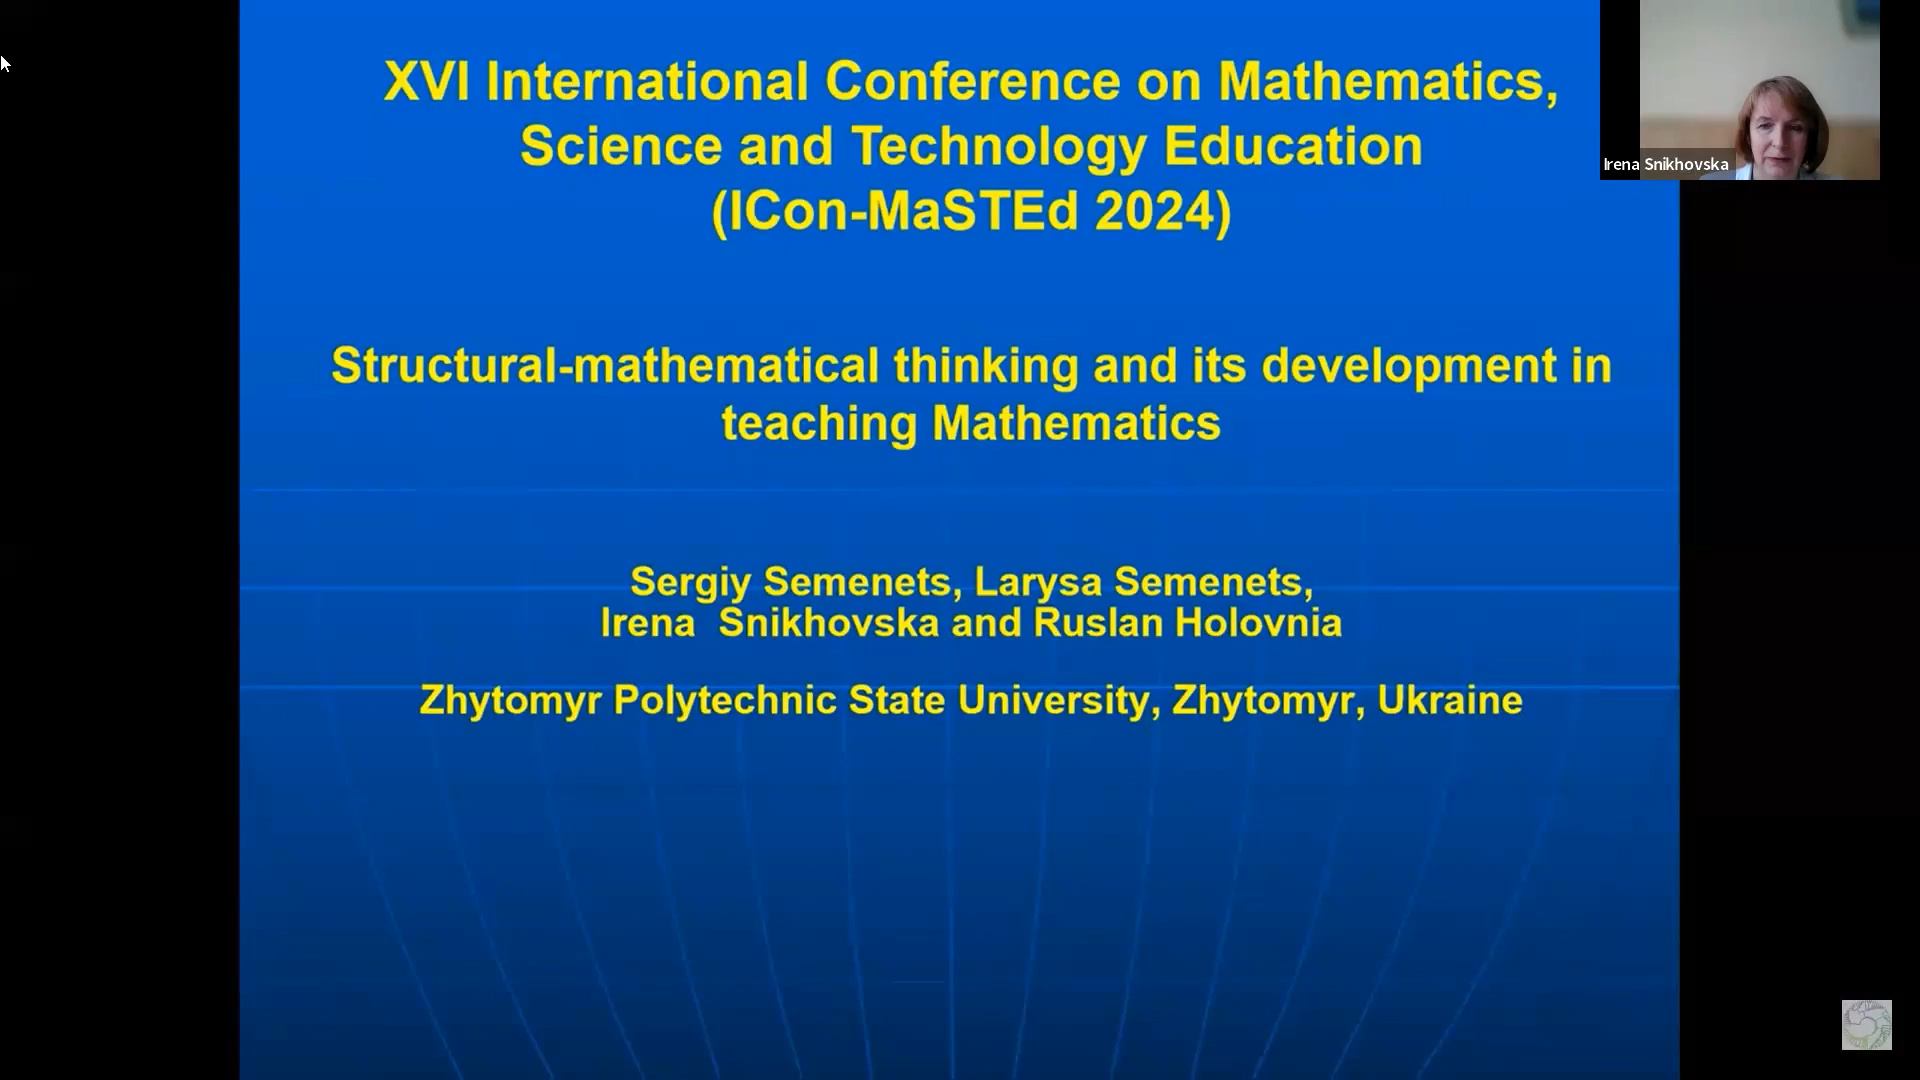 XVI International Conference on Mathematics,
Science and Technology Education
(ICon-MaSTEd 2024)
Irena Snikhovska
Structural-mathematical thinking and its development in
teaching Mathematics
Sergiy Semenets, Larysa Semenets,
Irena  Snikhovska and Ruslan Holovnia
Zhytomyr Polytechnic State University, Zhytomyr, Ukraine